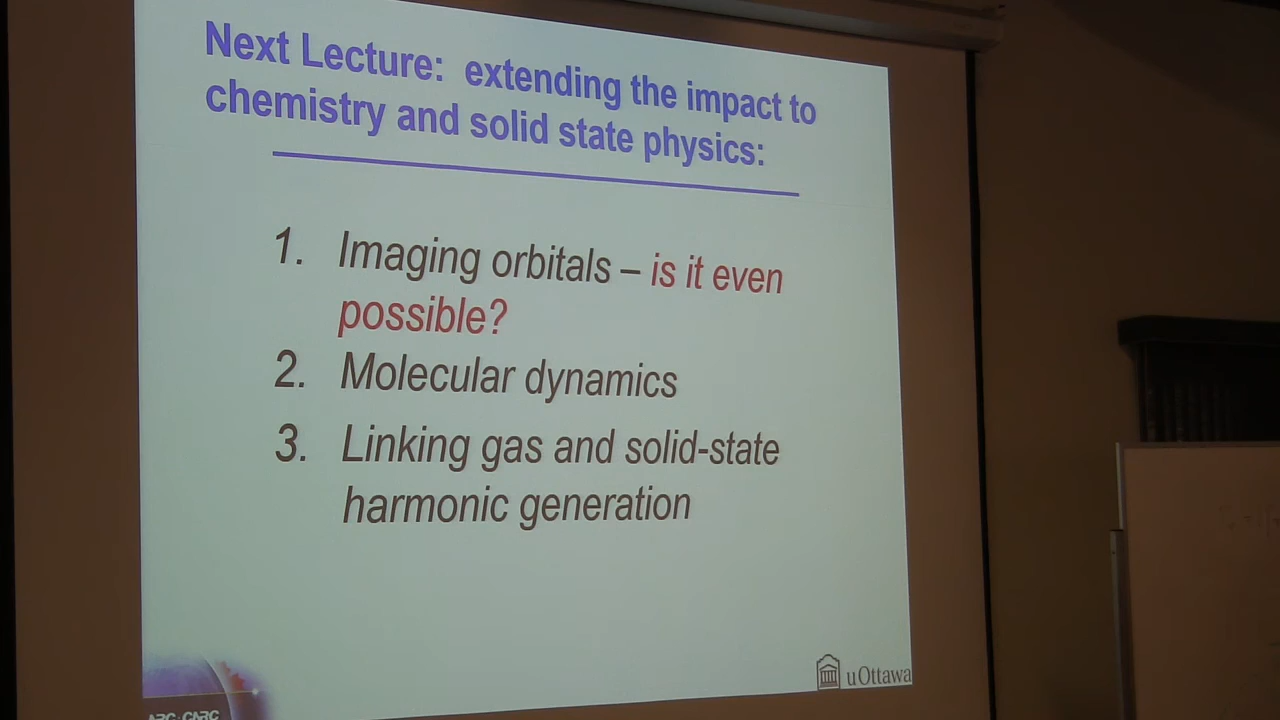 Next Lecture: extending the impact to
chemistry and solid state physics:
1. Imaging orbitals – is it even
possible?
2. Molecular dynamics
3. Linking gas and solid-state
harmonic generation
uOttawa